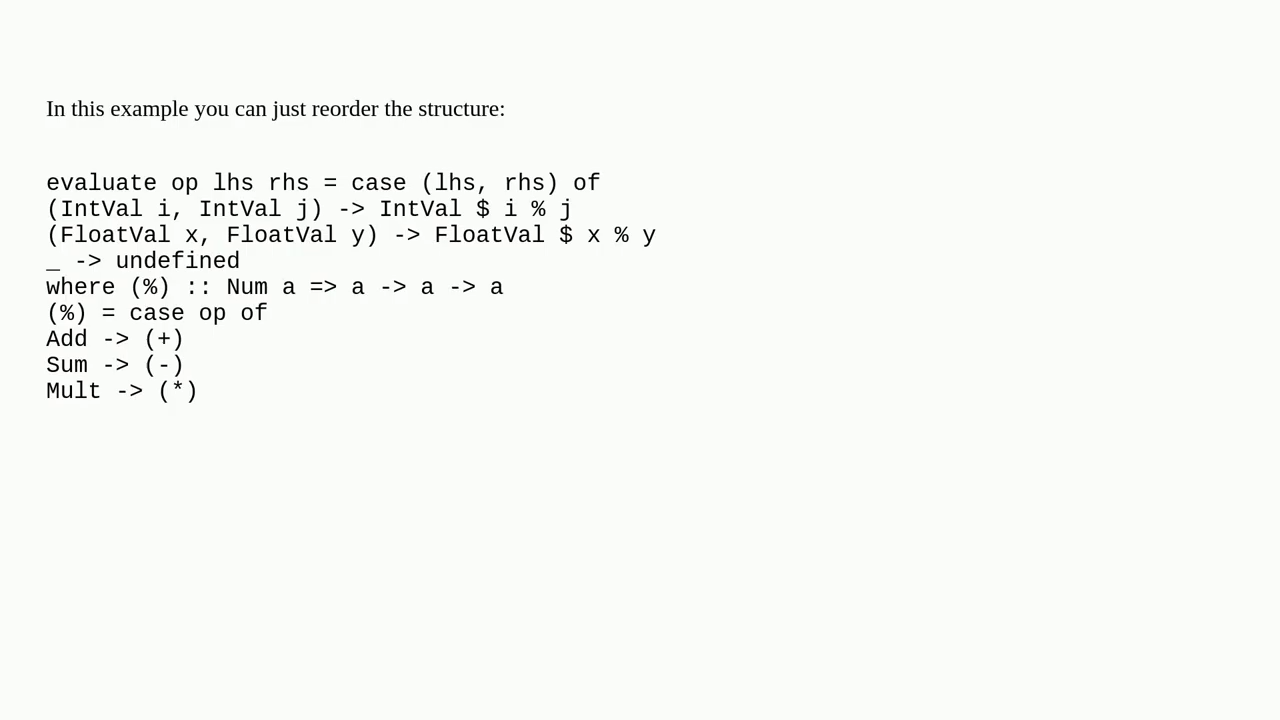 In this example you can just reorder the structure:
evaluate op lhs rhs = case (lhs, rhs) of
(IntVal i, IntVal j) -> IntVal $ i % j
(FloatVal x, FloatVal y) -> FloatVal $ x % y
_ -> undefined
where (%) :: Num a => a -> a -> a
(%) = case op of
Add -> (+)
Sum -> (-)
Mult -> (*)